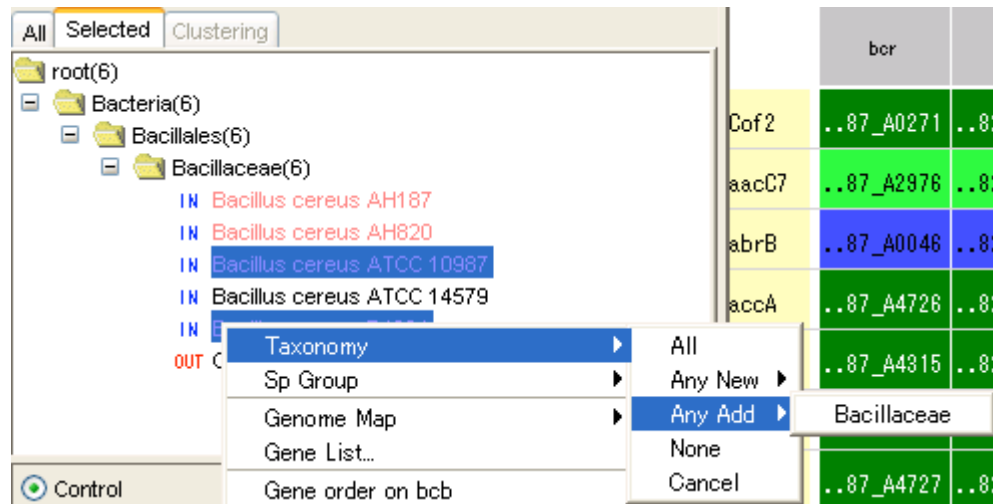 All Selected Clustering
root(6)
Bacteria(6)
Bacillales(6)
Bacillaceae(6)
IN Bacillus cereus AH187
IN Bacillus cereus AH820
IN Bacillus cereus ATCC 10987
IN Bacillus cereus ATCC 14579
IN
OUT
Taxonomy
Sp Group
Genome Map
Gene List...
Gene order on bcb
All
Any New
Any Add
None
Cancel
Bacillaceae
Control
bcr
Cof2 ..87_A0271
aacC7 ..87_A2976
abrB ..87_A0046
accA ..87_A4726
..87_A4315
..87_A4727